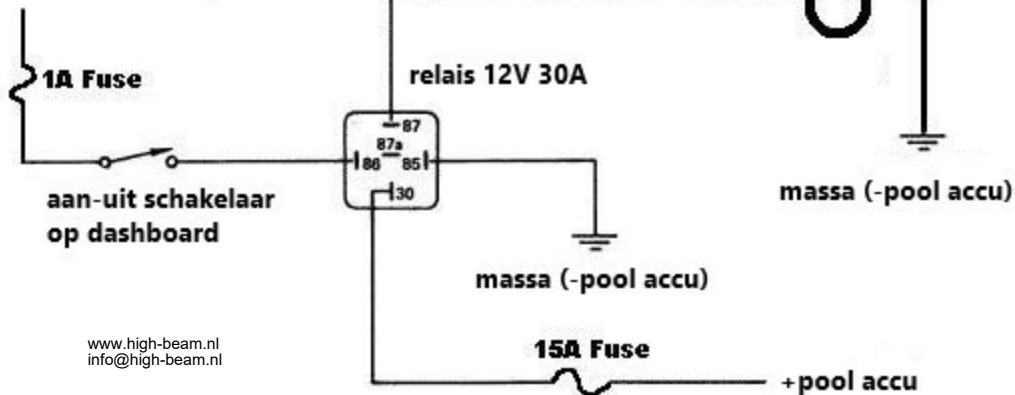 1A Fuse
relais 12V 30A
87
87a
86
85
30
aan-uit schakelaar
op dashboard
massa (-pool accu)
massa (-pool accu)
www.high-beam.nl
info@high-beam.nl
15A Fuse
+pool accu